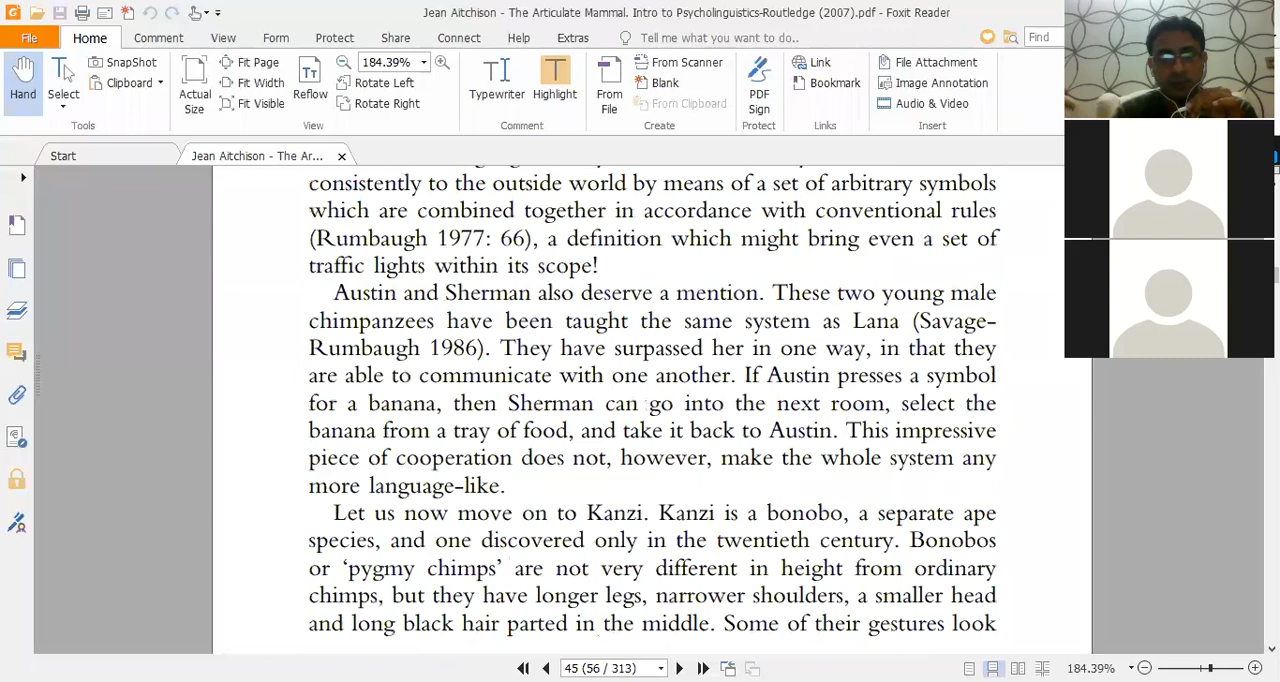 Jean Aitchison - The Articulate Mammal. Intro to Psycholinguistics-Routledge (2007).pdf - Foxit Reader
File Home Comment View Form Protect Share Connect Help Extras Tell me what you want to do.. Find
Hand
Select
SnapShot
Clipboard
Tools
Actual Size
Fit Page
Fit Width
Fit Visible
Reflow
184.39%
Rotate Left
Rotate Right
View
Typewriter
Highlight
Comment
From File
From Scanner
Blank
From Clipboard
Create
PDF Sign
Protect
Link
Bookmark
Links
File Attachment
Image Annotation
Audio & Video
Insert
Start
Jean Aitchison - The Ar...
consistently to the outside world by means of a set of arbitrary symbols
which are combined together in accordance with conventional rules
(Rumbaugh 1977: 66), a definition which might bring even a set of
traffic lights within its scope!
Austin and Sherman also deserve a mention. These two young male
chimpanzees have been taught the same system as Lana (Savage-
Rumbaugh 1986). They have surpassed her in one way, in that they
are able to communicate with one another. If Austin presses a symbol
for a banana, then Sherman can go into the next room, select the
banana from a tray of food, and take it back to Austin. This impressive
piece of cooperation does not, however, make the whole system any
more language-like.
Let us now move on to Kanzi. Kanzi is a bonobo, a separate ape
species, and one discovered only in the twentieth century. Bonobos
or ‘pygmy chimps’ are not very different in height from ordinary
chimps, but they have longer legs, narrower shoulders, a smaller head
and long black hair parted in the middle. Some of their gestures look
45 (56 / 313)
184.39%